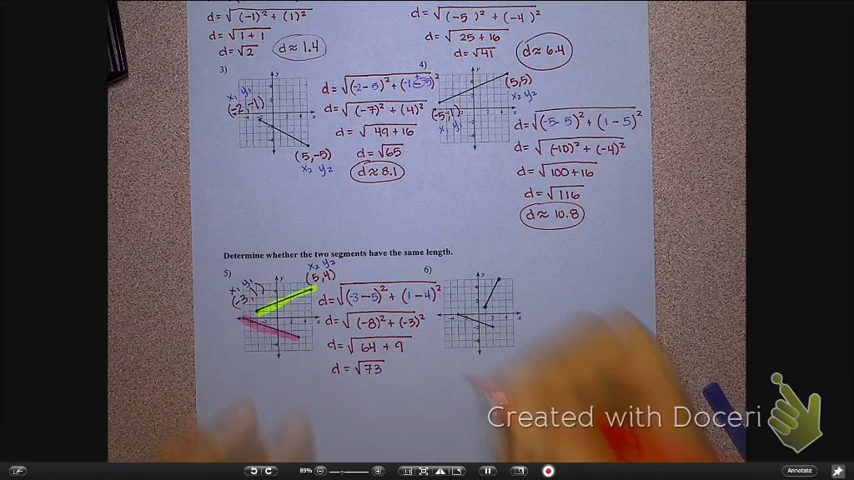 d = √(-1)² + (1)²
d = √1 + 1
d = √2
d ≈ 1.4
d = √(-5)² + (-4)²
d = √25 + 16
d = √41
d ≈ 6.4
3)
x₁ y₁
(-2,-1)
(5,-5)
x₂ y₂
d = √(-2-5)² + (-1--5)²
d = √(-7)² + (4)²
d = √49+16
d = √65
d ≈ 8.1
4)
(5,5)
x₂ y₂
(-5,1)
x₁ y₁
d = √(-5-5)² + (1-5)²
d = √(-10)² + (-4)²
d = √100+16
d = √116
d ≈ 10.8
Determine whether the two segments have the same length.
5)
x₁ y₁
(-3,1)
x₂ y₂
(5,4)
d = √(-3-5)² + (1-4)²
d = √(-8)² + (-3)²
d = √64 + 9
d = √73
6)
Created with Doceri
89%
Annotate